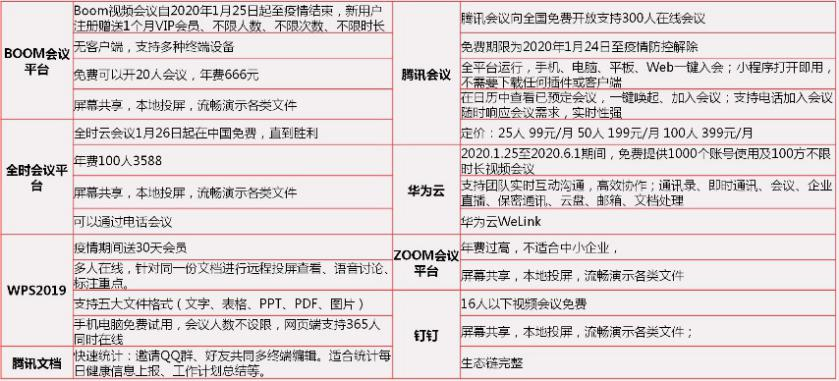 BOOM会议
平台
Boom视频会议自2020年1月25日起至疫情结束，新用户
注册赠送1个月VIP会员、不限人数、不限次数、不限时长
无客户端，支持多种终端设备
免费可以开20人会议，年费666元
屏幕共享，本地投屏，流畅演示各类文件
全时会议平
台
全时云会议1月26日起在中国免费，直到胜利
年费100人3588
屏幕共享，本地投屏，流畅演示各类文件
可以通过电话会议
WPS2019
疫情期间送30天会员
多人在线，针对同一份文档进行远程投屏查看、语音讨论、
标注重点。
支持五大文件格式（文字、表格、PPT、PDF、图片）
手机电脑免费试用，会议人数不设限，网页端支持365人
同时在线
腾讯文档
快速统计：邀请QQ群、好友共同多终端编辑。适合统计每
日健康信息上报、工作计划总结等。
腾讯会议
腾讯会议向全国免费开放支持300人在线会议
免费期限为2020年1月24日至疫情防控解除
全平台运行，手机、电脑、平板、Web一键入会；小程序打开即用，
不需要下载任何插件或客户端
在日历中查看已预定会议，一键唤起、加入会议；支持电话加入会议
随时响应会议需求，实时性强
定价：25人 99元/月 50人 199元/月 100人 399元/月
华为云
2020.1.25至2020.6.1期间，免费提供1000个账号使用及100方不限
时长视频会议
支持团队实时互动沟通，高效协作；通讯录、即时通讯、会议、企业
直播、保密通讯、云盘、邮箱、文档处理
华为云WeLink
ZOOM会议
平台
年费过高，不适合中小企业，
屏幕共享，本地投屏，流畅演示各类文件
钉钉
16人以下视频会议免费
屏幕共享，本地投屏，流畅演示各类文件；
生态链完整